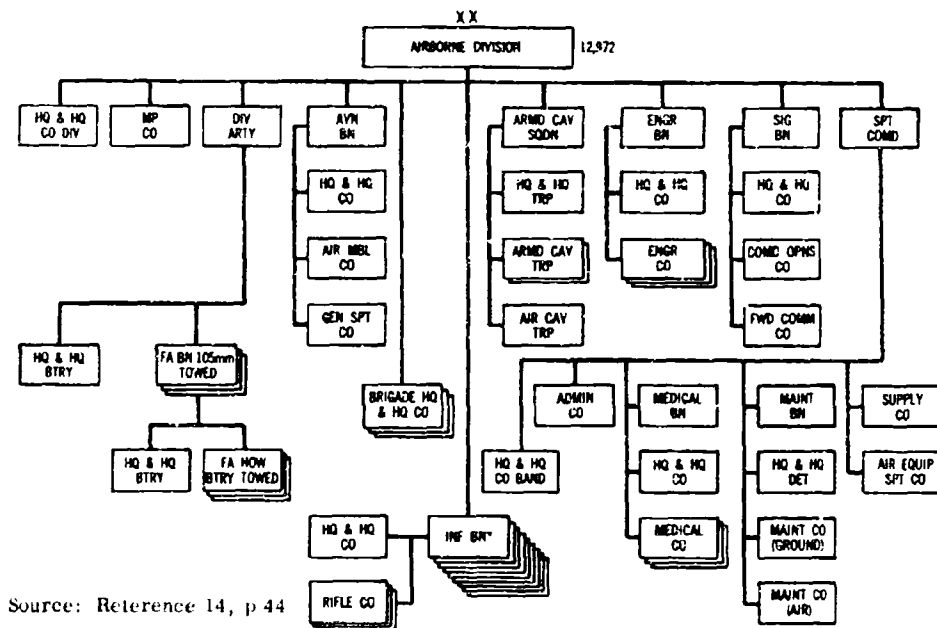 XX
AIRBORNE DIVISION
12,972
HQ & HQ
CO DIV
MP
CO
DIV
ARTY
AVN
BN
ARMD CAV
SQDN
ENGR
BN
SIG
BN
SPT
COMD
HQ & HQ
CO
HQ & HQ
TRP
HQ & HQ
CO
HQ & HQ
CO
AIR MBL
CO
ARMD CAV
TRP
ENGR
CO
COMD OPNS
CO
GEN SPT
CO
AIR CAV
TRP
FWD COMM
CO
HQ & HQ
BTRY
FA BN 105mm
TOWED
BRIGADE HQ
& HQ CO
ADMIN
CO
MEDICAL
BN
MAINT
BN
SUPPLY
CO
HQ & HQ
BTRY
FA HOW
BTRY TOWED
HQ & HQ
CO BAND
HQ & HQ
CO
HQ & HQ
DET
AIR EQUIP
SPT CO
HQ & HQ
CO
INF BN*
MEDICAL
CO
MAINT CO
(GROUND)
RIFLE CO
MAINT CO
(AIR)
Source: Reference 14, p 44